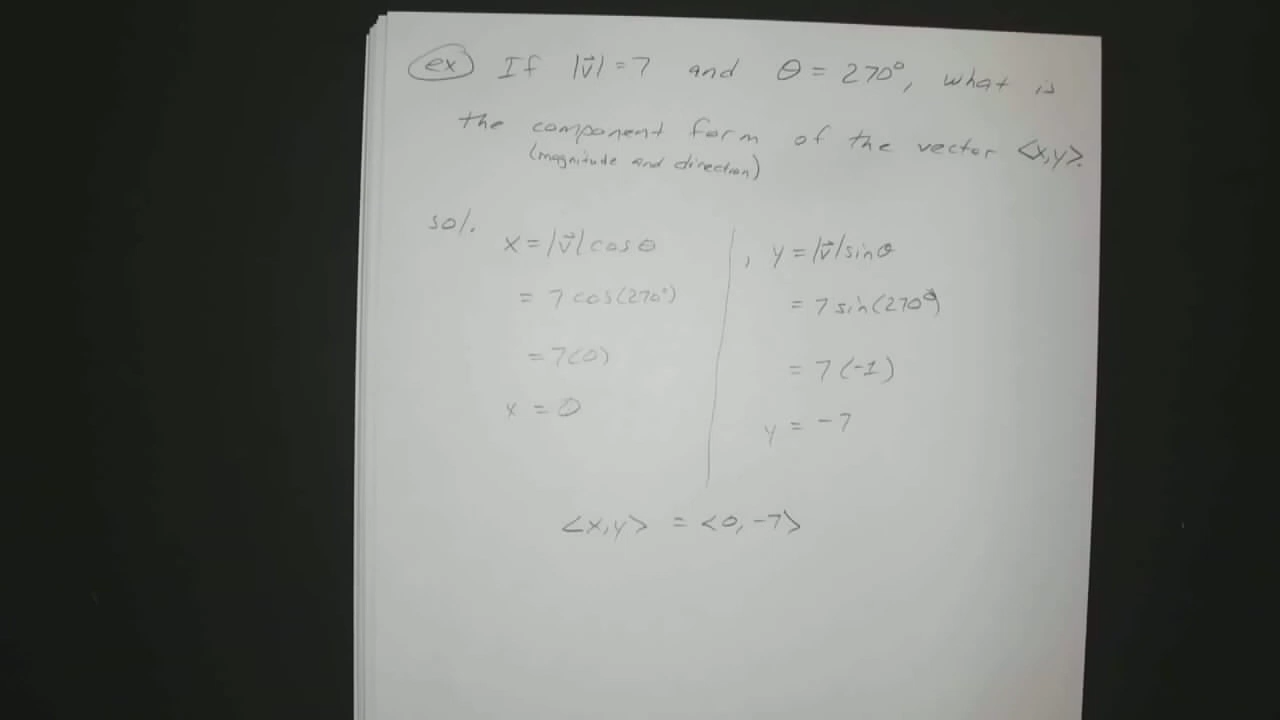 ex If |v⃗| = 7 and θ = 270°, what is
the component form of the vector <x,y>.
(magnitude and direction)
sol.
x = |v⃗| cos θ
= 7 cos(270°)
= 7(0)
x = 0
, y = |v⃗| sin θ
= 7 sin(270°)
= 7(-1)
y = -7
<x,y> = <0,-7>